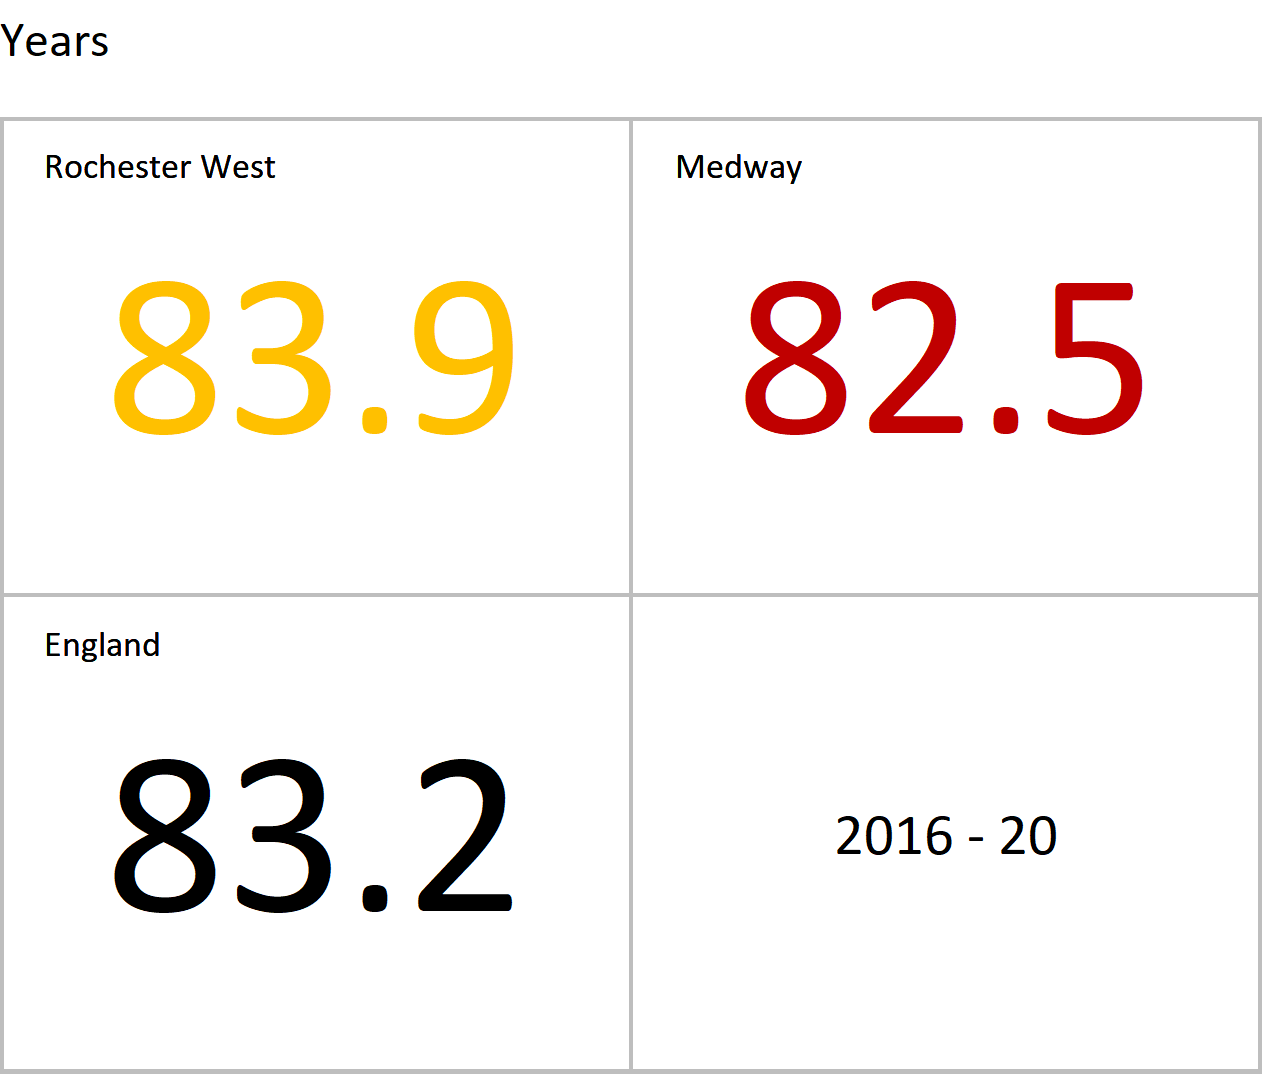 Years
Rochester West
83.9
Medway
82.5
England
83.2
2016 - 20